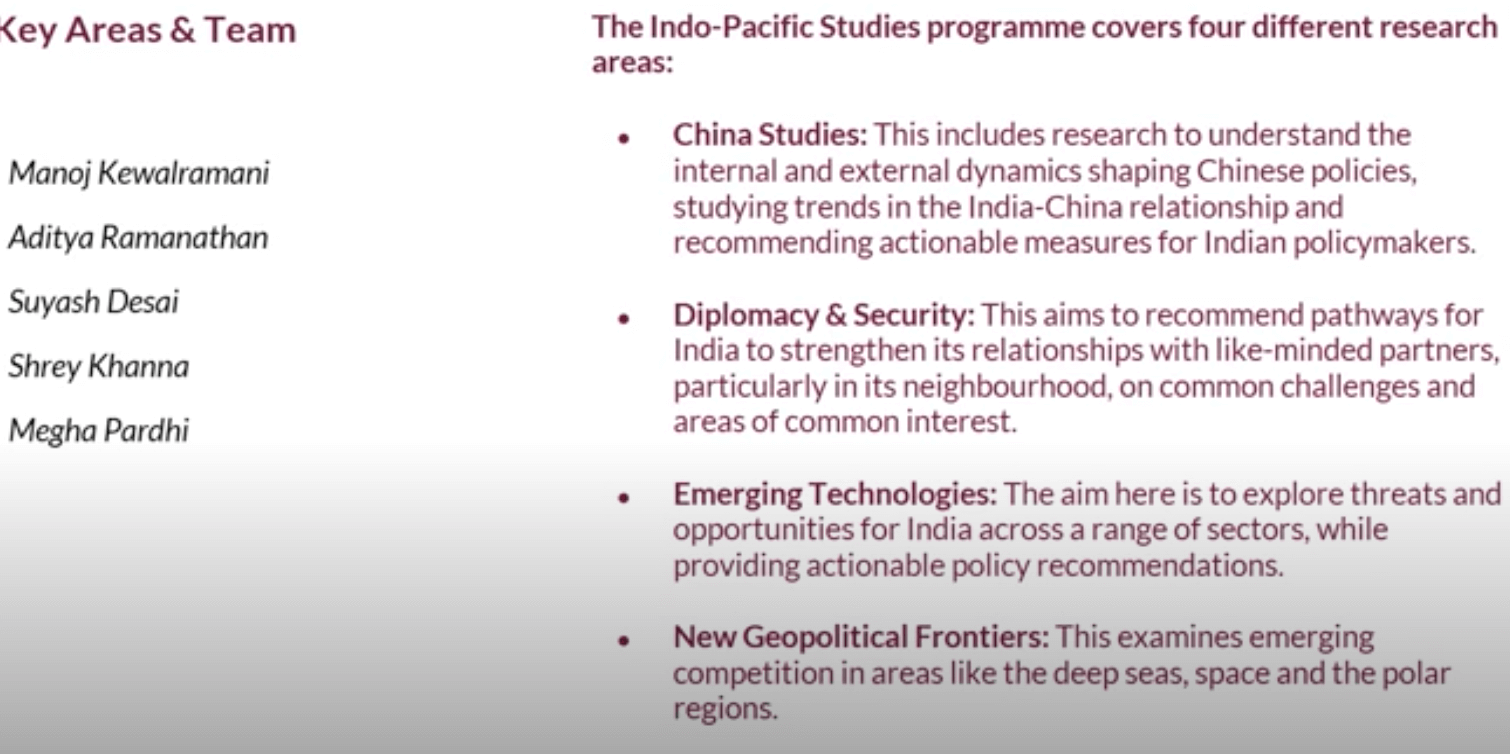 Key Areas & Team
Manoj Kewalramani
Aditya Ramanathan
Suyash Desai
Shrey Khanna
Megha Pardhi
The Indo-Pacific Studies programme covers four different research
areas:
• China Studies: This includes research to understand the
internal and external dynamics shaping Chinese policies,
studying trends in the India-China relationship and
recommending actionable measures for Indian policymakers.
• Diplomacy & Security: This aims to recommend pathways for
India to strengthen its relationships with like-minded partners,
particularly in its neighbourhood, on common challenges and
areas of common interest.
• Emerging Technologies: The aim here is to explore threats and
opportunities for India across a range of sectors, while
providing actionable policy recommendations.
• New Geopolitical Frontiers: This examines emerging
competition in areas like the deep seas, space and the polar
regions.